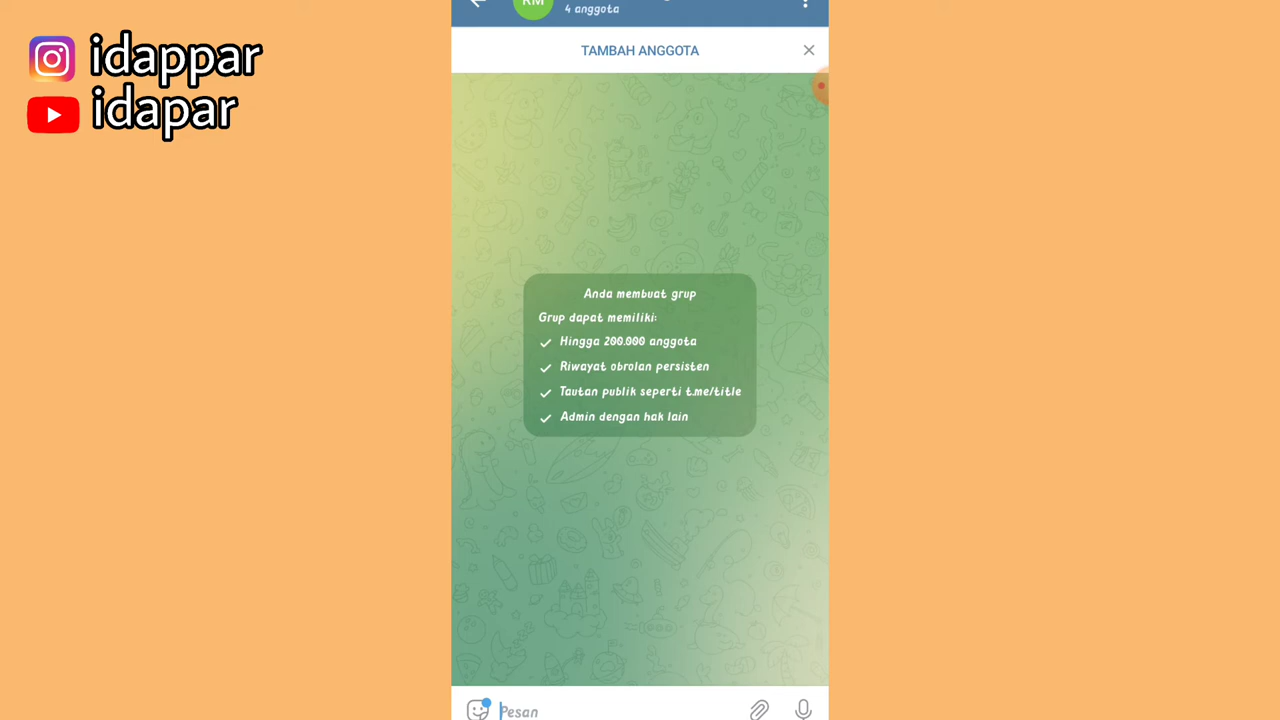 idappar
idapar
RM
4 anggota
TAMBAH ANGGOTA
Anda membuat grup
Grup dapat memiliki:
Hingga 200.000 anggota
Riwayat obrolan persisten
Tautan publik seperti t.me/title
Admin dengan hak lain
Pesan